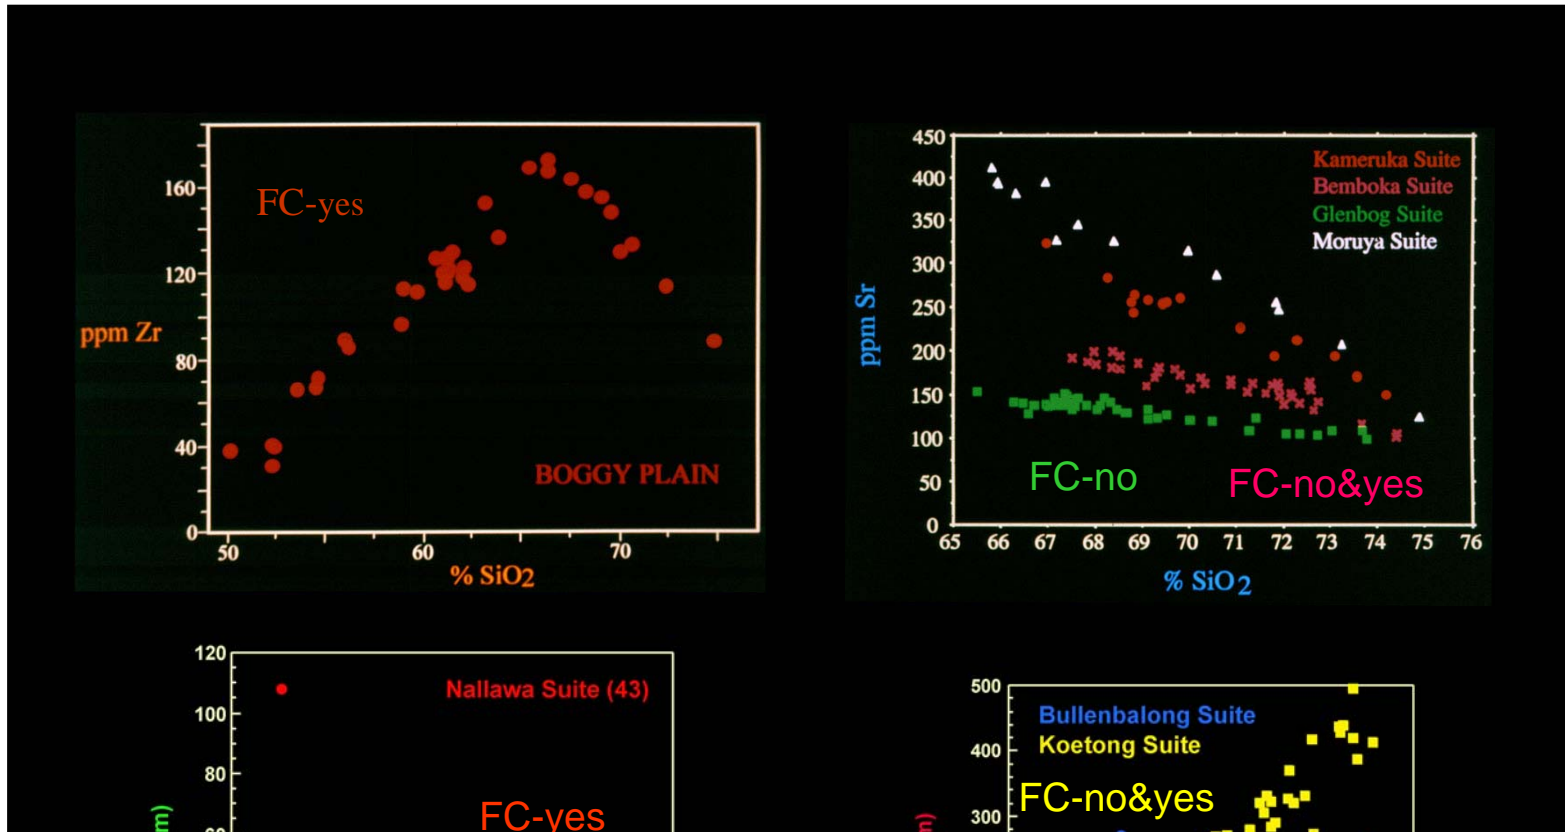 FC-yes
160
120
ppm Zr
80
40
0
BOGGY PLAIN
50 60 70
% SiO2
450
400
350
300
250
200
150
100
50
0
ppm Sr
Kameruka Suite
Bemboka Suite
Glenbog Suite
Moruya Suite
FC-no
FC-no&yes
65 66 67 68 69 70 71 72 73 74 75 76
% SiO2
120
100
80
Nallawa Suite (43)
FC-yes
500
400
300
Bullenbalong Suite
Koetong Suite
FC-no&yes